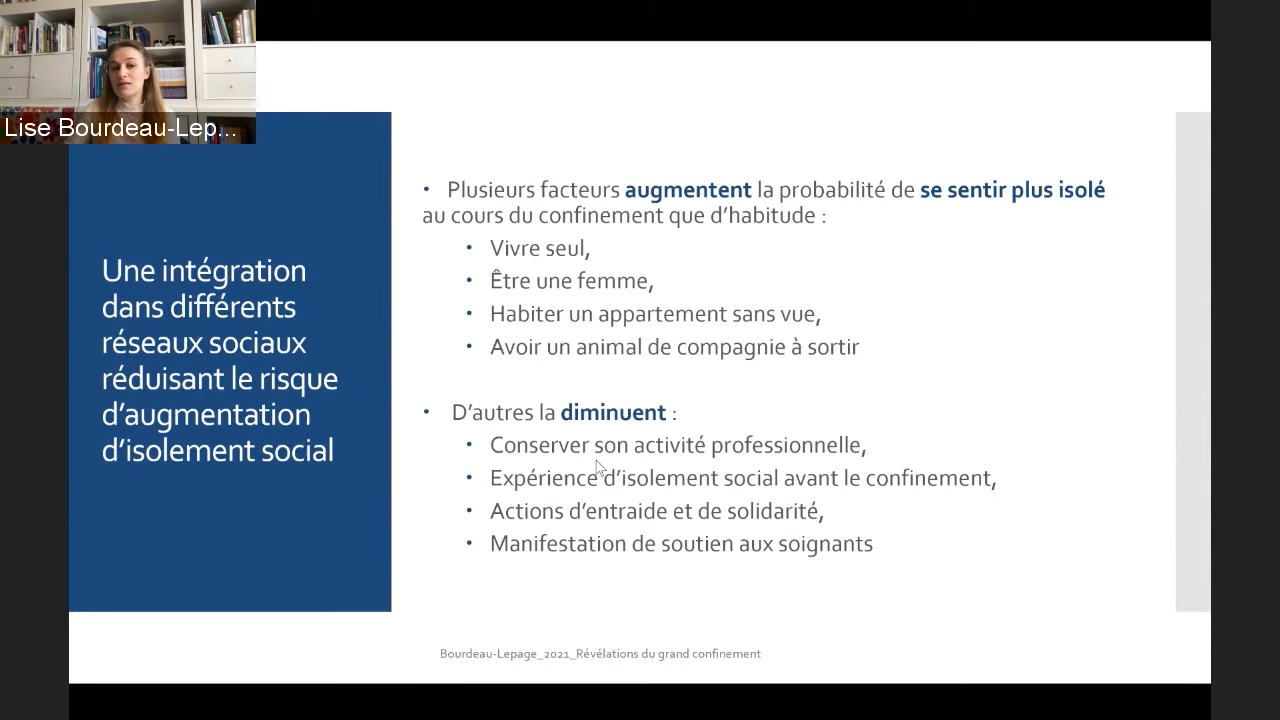 Lise Bourdeau-Lep...
Une intégration
dans différents
réseaux sociaux
réduisant le risque
d’augmentation
d’isolement social
• Plusieurs facteurs augmentent la probabilité de se sentir plus isolé
au cours du confinement que d’habitude :
• Vivre seul,
• Être une femme,
• Habiter un appartement sans vue,
• Avoir un animal de compagnie à sortir
• D’autres la diminuent :
• Conserver son activité professionnelle,
• Expérience d’isolement social avant le confinement,
• Actions d’entraide et de solidarité,
• Manifestation de soutien aux soignants
Bourdeau-Lepage_2021_Révélations du grand confinement